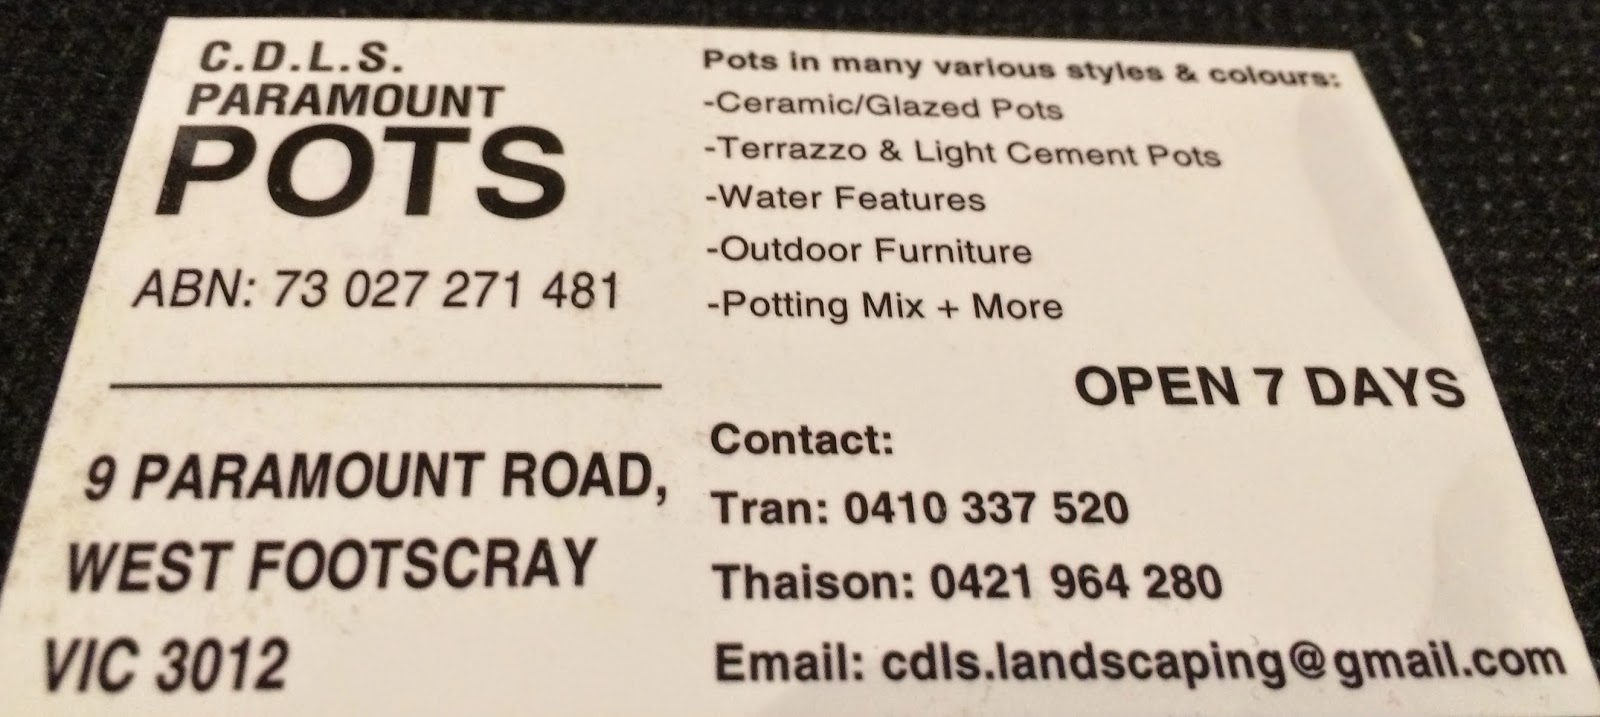 C.D.L.S.
PARAMOUNT
POTS
ABN: 73 027 271 481
9 PARAMOUNT ROAD,
WEST FOOTSCRAY
VIC 3012
Pots in many various styles & colours:
-Ceramic/Glazed Pots
-Terrazzo & Light Cement Pots
-Water Features
-Outdoor Furniture
-Potting Mix + More
OPEN 7 DAYS
Contact:
Tran: 0410 337 520
Thaison: 0421 964 280
Email: cdls.landscaping@gmail.com